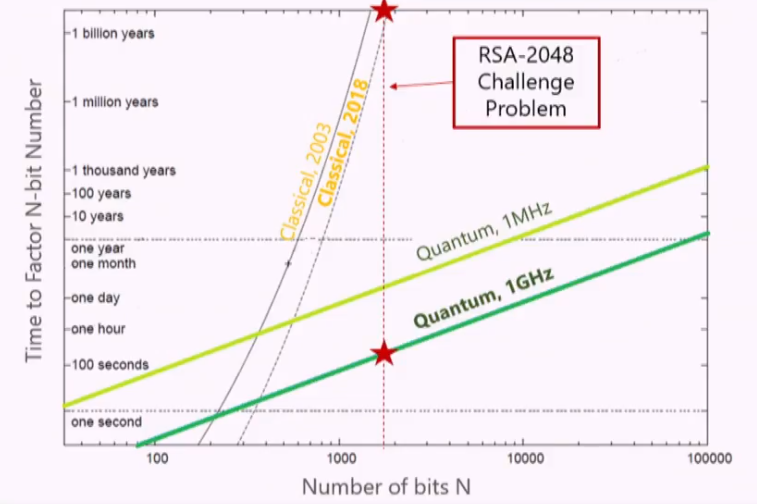 1 billion years
1 million years
1 thousand years
100 years
10 years
one year
one month
one day
one hour
100 seconds
one second
Time to Factor N-bit Number
Classical, 2003
Classical, 2018
RSA-2048
Challenge
Problem
Quantum, 1MHz
Quantum, 1GHz
100
1000
10000
100000
Number of bits N